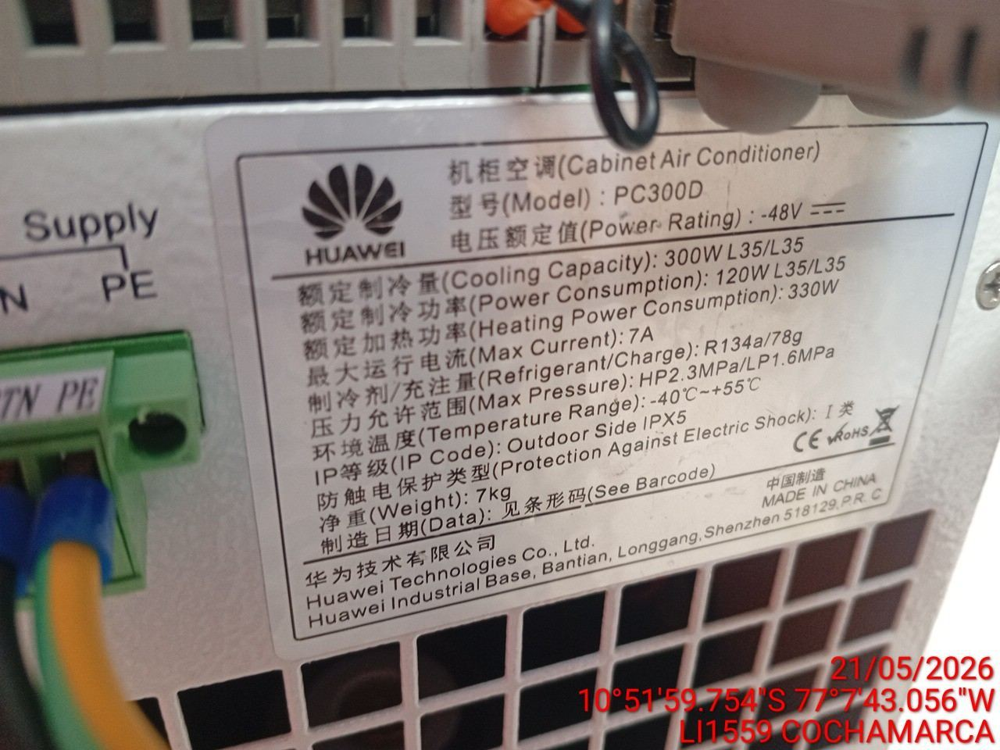 Supply
N PE
TN PE
HUAWEI
机柜空调(Cabinet Air Conditioner)
型号(Model) : PC300D
电压额定值(Power Rating) : -48V
额定制冷量(Cooling Capacity): 300W L35/L35
额定制冷功率(Power Consumption): 120W L35/L35
额定加热功率(Heating Power Consumption): 330W
最大运行电流(Max Current): 7A
制冷剂/充注量(Refrigerant/Charge): R134a/78g
压力允许范围(Max Pressure): HP2.3MPa/LP1.6MPa
环境温度(Temperature Range): -40℃~+55℃
IP等级(IP Code): Outdoor Side IPX5
防触电保护类型(Protection Against Electric Shock): I 类
净重(Weight): 7kg
CE RoHS
制造日期(Data): 见条形码(See Barcode)
中国制造
MADE IN CHINA
华为技术有限公司
Huawei Technologies Co., Ltd.
Huawei Industrial Base, Bantian, Longgang, Shenzhen 518129, P.R. C
21/05/2026
10°51'59.754"S 77°7'43.056"W
LI1559 COCHAMARCA